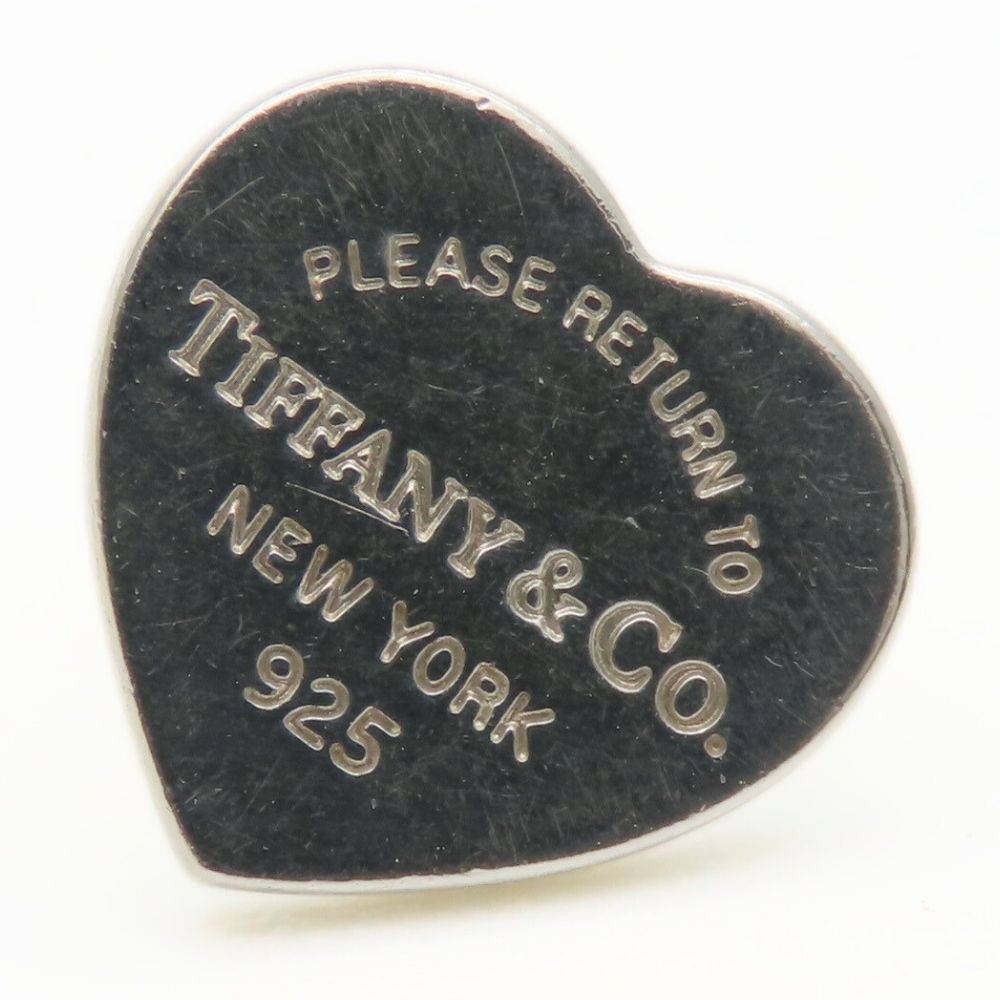 PLEASE RETURN TO
TIFFANY & CO.
NEW YORK
925